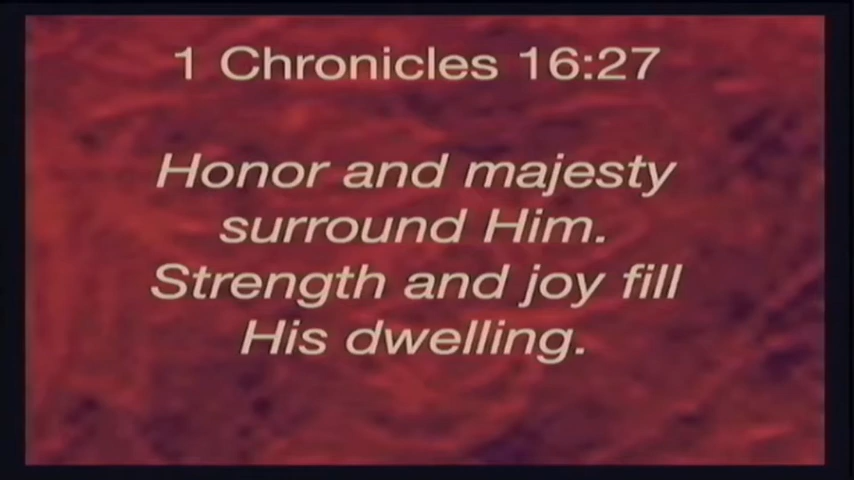 1 Chronicles 16:27
Honor and majesty
surround Him.
Strength and joy fill
His dwelling.